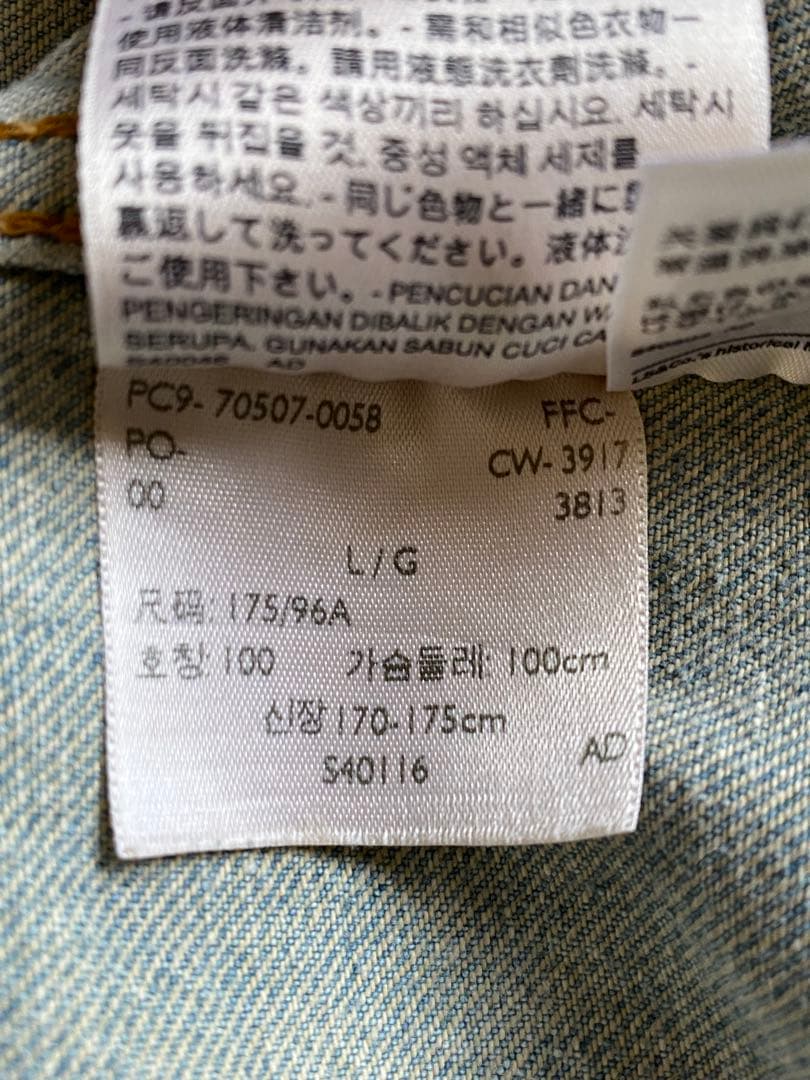 使用液体清洁剂。- 需和相似色衣物一
同反面洗滌。請用液態洗衣劑洗滌。-
세탁시 같은 색상끼리 하십시오. 세탁시
옷을 뒤집을 것. 중성 액체 세제를
사용하세요. - 同じ色物と一緒に
裏返して洗ってください。液体
ご使用下さい。- PENCUCIAN DAN
PENGERINGAN DIBALIK DENGAN
SERUPA. GUNAKAN SABUN CUCI CA
LS&Co.'s historical
PC9- 70507-0058 FFC-
PO- CW- 3917
00 3813
L / G
尺码: 175/96A
호칭 100 가슴둘레: 100cm
신장 170-175cm
S40116 AD